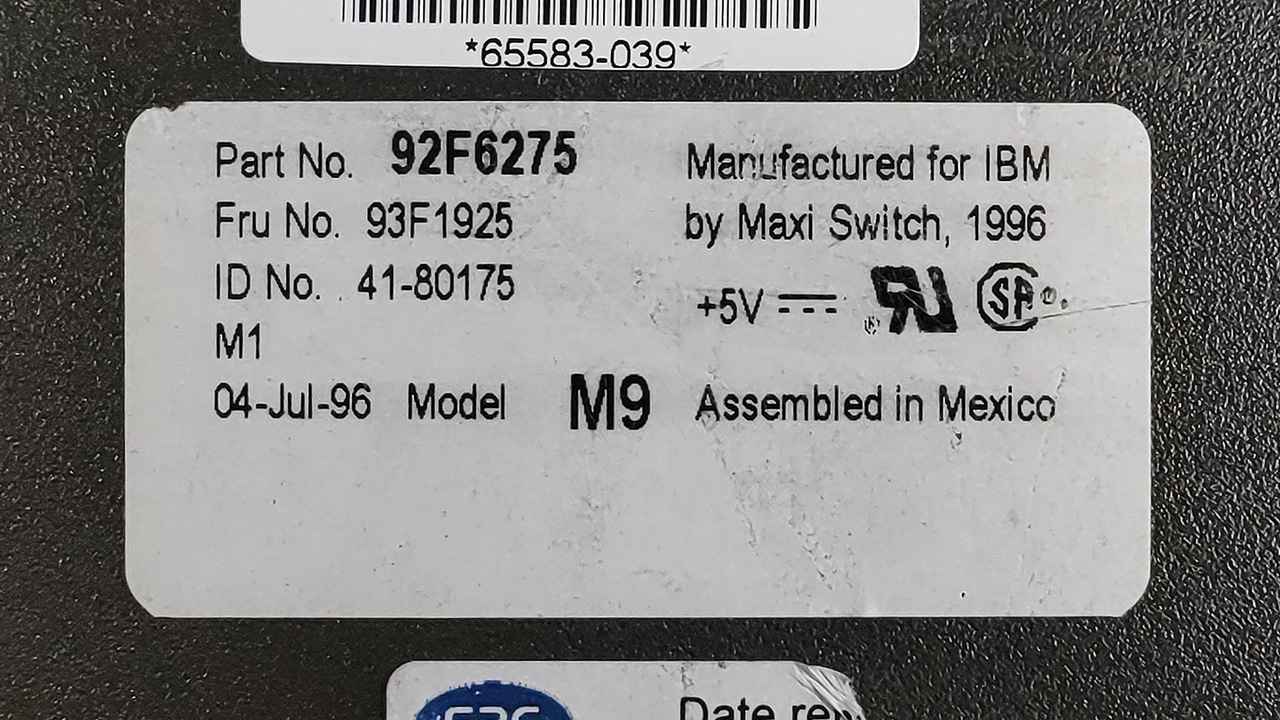 *65583-039*
Part No. 92F6275
Fru No. 93F1925
ID No. 41-80175
M1
04-Jul-96 Model M9
Manufactured for IBM
by Maxi Switch, 1996
+5V
Assembled in Mexico
Date